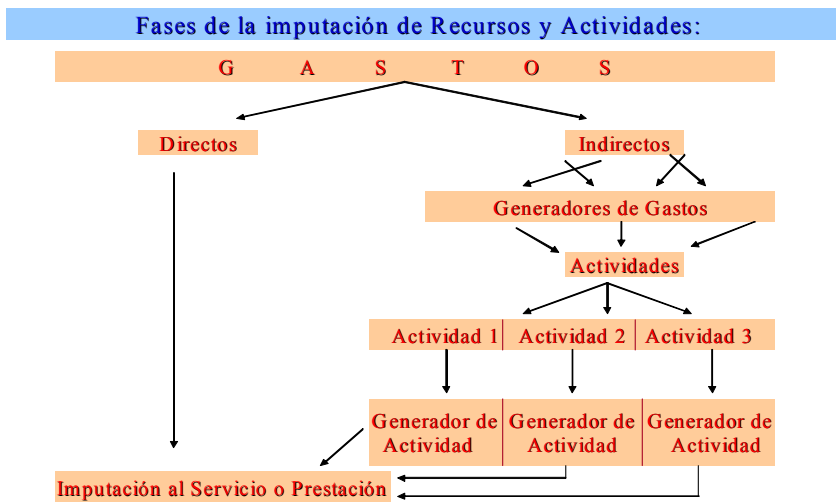 Fases de la imputación de Recursos y Actividades:
G A S T O S
Directos
Indirectos
Generadores de Gastos
Actividades
Actividad 1
Actividad 2
Actividad 3
Generador de
Actividad
Generador de
Actividad
Generador de
Actividad
Imputación al Servicio o Prestación